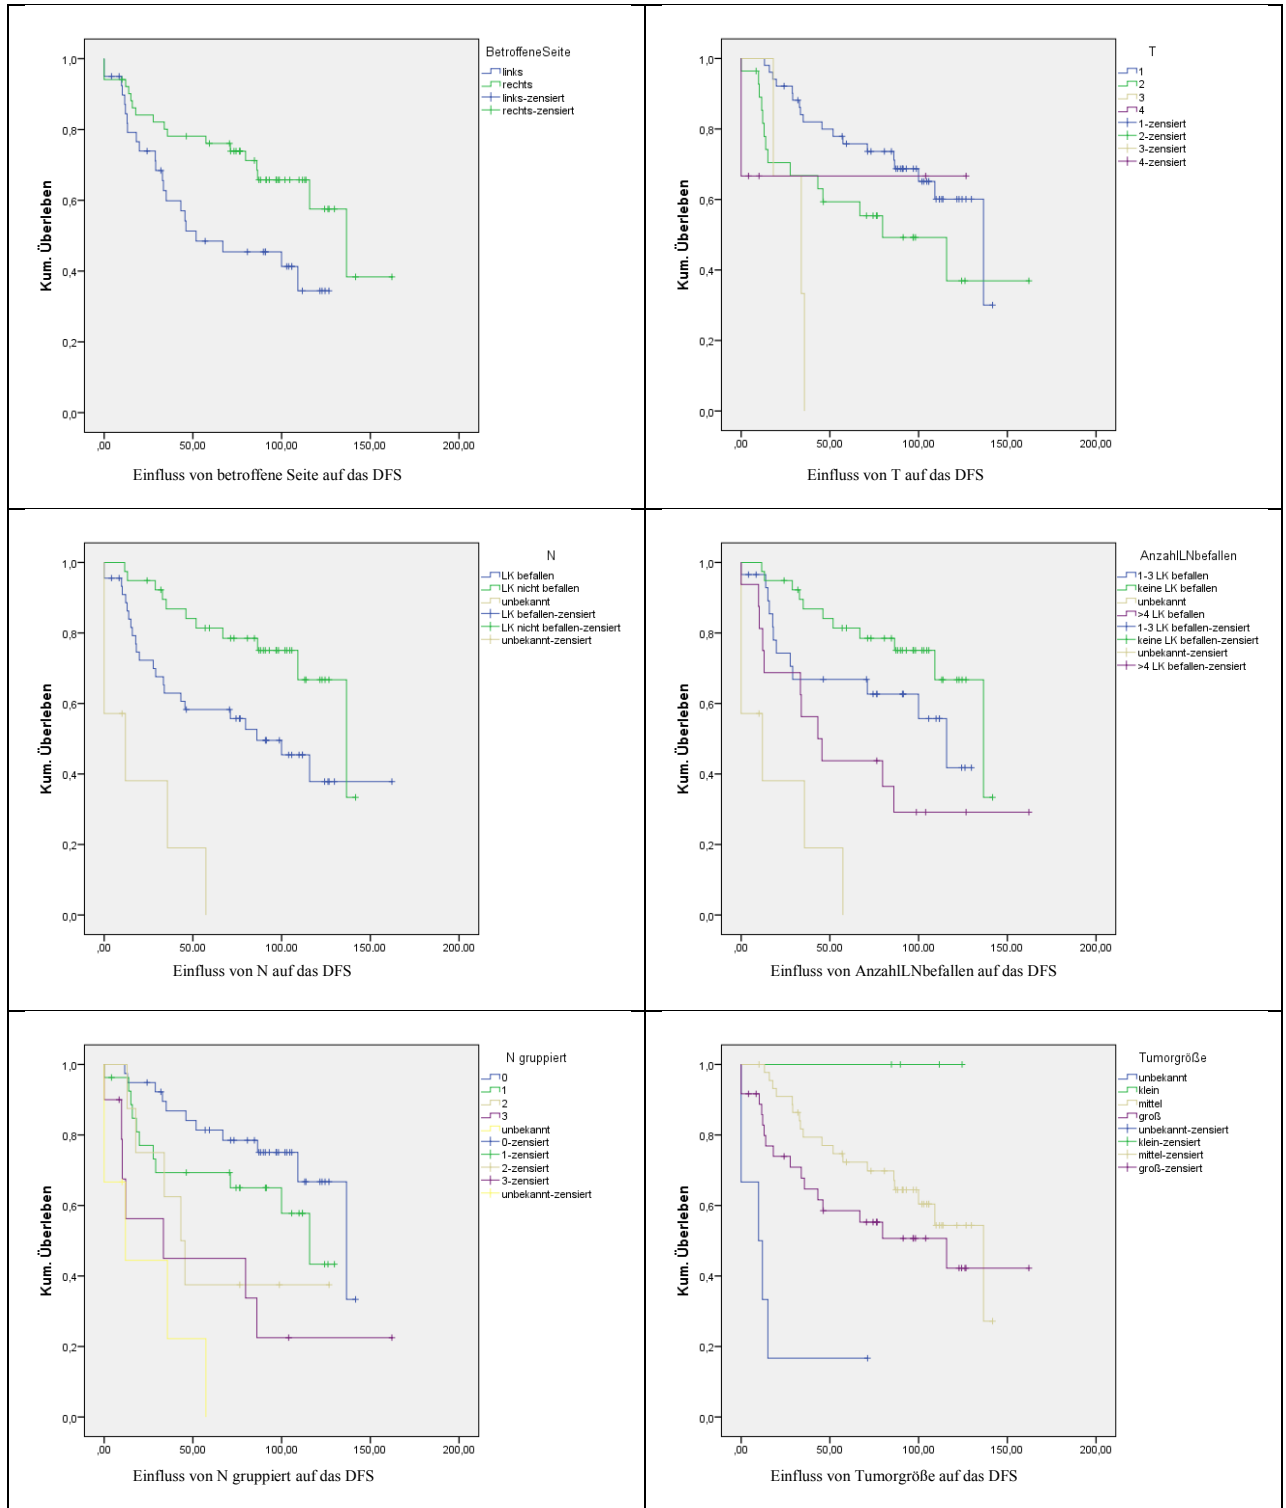 BetroffeneSeite
links
rechts
links-zensiert
rechts-zensiert
1,0
0,8
0,6
0,4
0,2
0,0
Kum. Überleben
,00 50,00 100,00 150,00 200,00
Einfluss von betroffene Seite auf das DFS
T
1
2
3
4
1-zensiert
2-zensiert
3-zensiert
4-zensiert
1,0
0,8
0,6
0,4
0,2
0,0
Kum. Überleben
,00 50,00 100,00 150,00 200,00
Einfluss von T auf das DFS
N
LK befallen
LK nicht befallen
unbekannt
LK befallen-zensiert
LK nicht befallen-zensiert
unbekannt-zensiert
1,0
0,8
0,6
0,4
0,2
0,0
Kum. Überleben
,00 50,00 100,00 150,00 200,00
Einfluss von N auf das DFS
AnzahlLNbefallen
1-3 LK befallen
keine LK befallen
unbekannt
>4 LK befallen
1-3 LK befallen-zensiert
keine LK befallen-zensiert
unbekannt-zensiert
>4 LK befallen-zensiert
1,0
0,8
0,6
0,4
0,2
0,0
Kum. Überleben
,00 50,00 100,00 150,00 200,00
Einfluss von AnzahlLNbefallen auf das DFS
N gruppiert
0
1
2
3
unbekannt
0-zensiert
1-zensiert
2-zensiert
3-zensiert
unbekannt-zensiert
1,0
0,8
0,6
0,4
0,2
0,0
Kum. Überleben
,00 50,00 100,00 150,00 200,00
Einfluss von N gruppiert auf das DFS
Tumorgröße
unbekannt
klein
mittel
groß
unbekannt-zensiert
klein-zensiert
mittel-zensiert
groß-zensiert
1,0
0,8
0,6
0,4
0,2
0,0
Kum. Überleben
,00 50,00 100,00 150,00 200,00
Einfluss von Tumorgröße auf das DFS